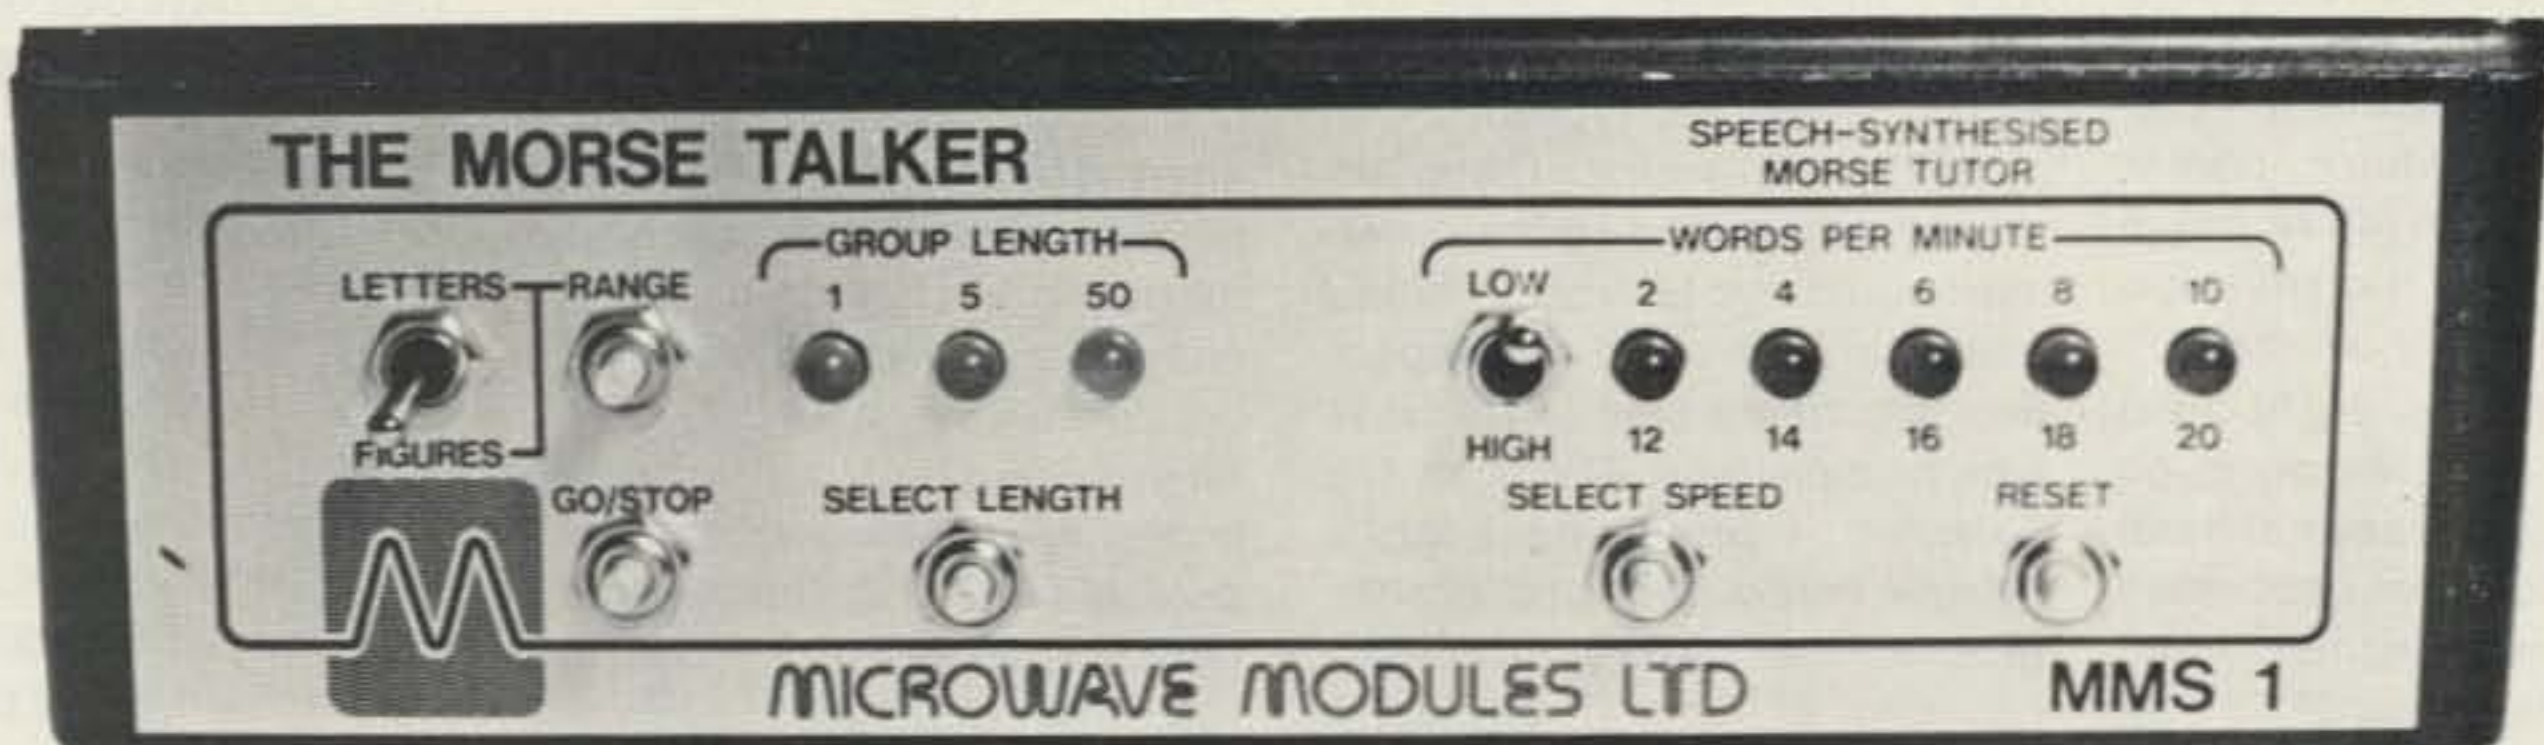 THE MORSE TALKER
SPEECH-SYNTHESISED
MORSE TUTOR
GROUP LENGTH
WORDS PER MINUTE
LETTERS RANGE
1 5 50
LOW 2 4 6 8 10
FIGURES
HIGH 12 14 16 18 20
GO/STOP SELECT LENGTH SELECT SPEED RESET
MICROWAVE MODULES LTD
MMS 1